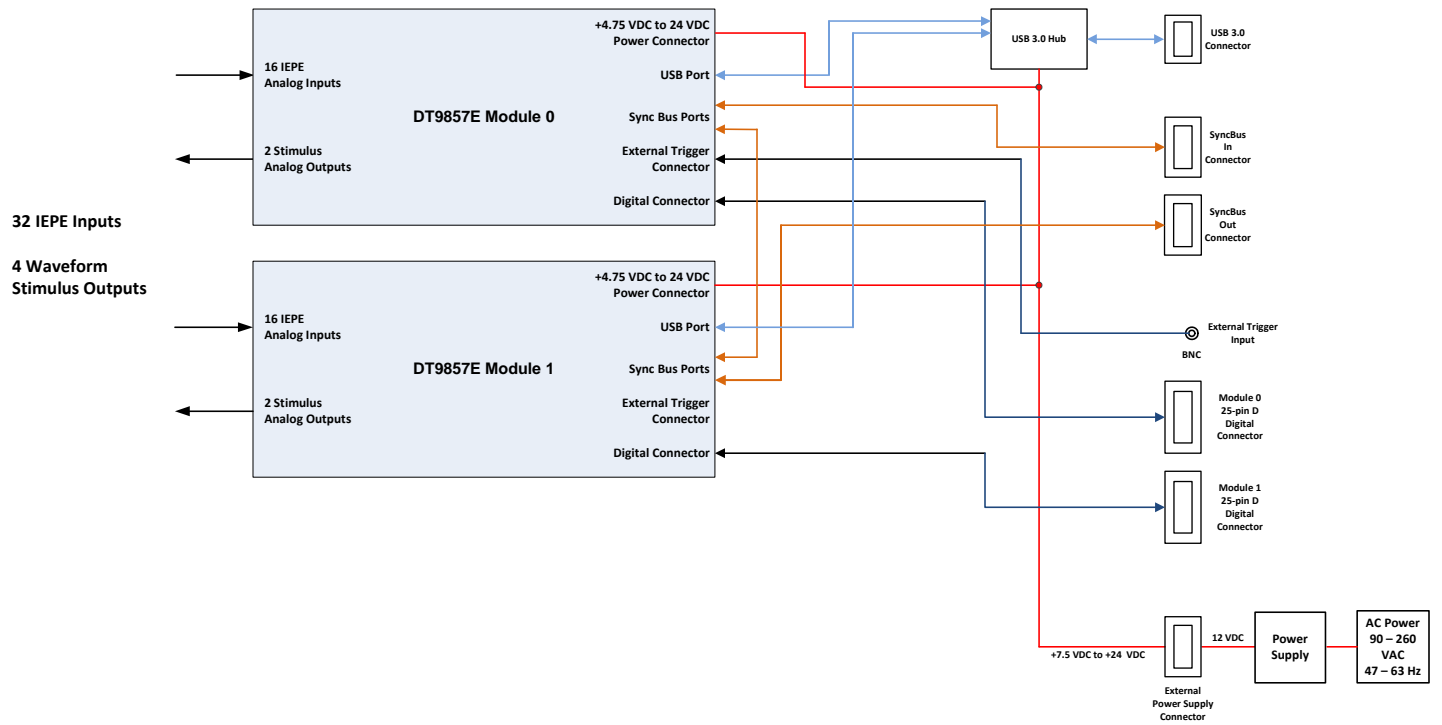 32 IEPE Inputs
4 Waveform
Stimulus Outputs
16 IEPE
Analog Inputs
2 Stimulus
Analog Outputs
DT9857E Module 0
+4.75 VDC to 24 VDC
Power Connector
USB Port
Sync Bus Ports
External Trigger
Connector
Digital Connector
16 IEPE
Analog Inputs
2 Stimulus
Analog Outputs
DT9857E Module 1
+4.75 VDC to 24 VDC
Power Connector
USB Port
Sync Bus Ports
External Trigger
Connector
Digital Connector
USB 3.0 Hub
USB 3.0
Connector
SyncBus
In
Connector
SyncBus
Out
Connector
BNC
External Trigger
Input
Module 0
25-pin D
Digital
Connector
Module 1
25-pin D
Digital
Connector
+7.5 VDC to +24 VDC
External
Power Supply
Connector
12 VDC
Power
Supply
AC Power
90 – 260
VAC
47 – 63 Hz